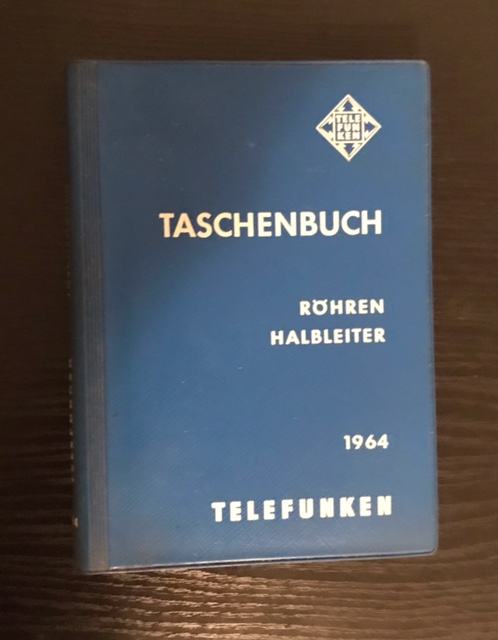 TELE
FUN
KEN
TASCHENBUCH
RÖHREN
HALBLEITER
1964
TELEFUNKEN